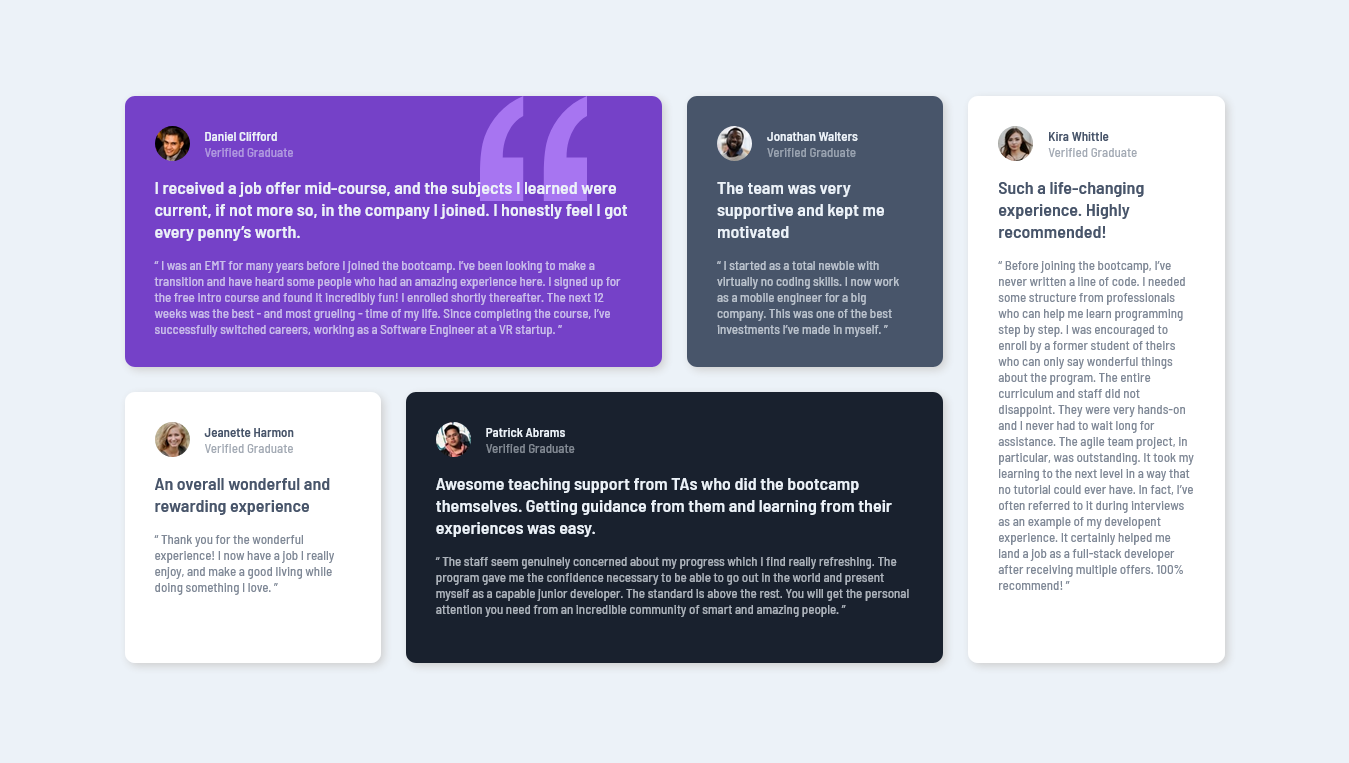 Daniel Clifford
Verified Graduate
I received a job offer mid-course, and the subjects I learned were
current, if not more so, in the company I joined. I honestly feel I got
every penny’s worth.
“ I was an EMT for many years before I joined the bootcamp. I’ve been looking to make a
transition and have heard some people who had an amazing experience here. I signed up for
the free intro course and found it incredibly fun! I enrolled shortly thereafter. The next 12
weeks was the best - and most grueling - time of my life. Since completing the course, I’ve
successfully switched careers, working as a Software Engineer at a VR startup. “
Jonathan Walters
Verified Graduate
The team was very
supportive and kept me
motivated
“ I started as a total newbie with
virtually no coding skills. I now work
as a mobile engineer for a big
company. This was one of the best
investments I’ve made in myself. ”
Kira Whittle
Verified Graduate
Such a life-changing
experience. Highly
recommended!
“ Before joining the bootcamp, I’ve
never written a line of code. I needed
some structure from professionals
who can help me learn programming
step by step. I was encouraged to
enroll by a former student of theirs
who can only say wonderful things
about the program. The entire
curriculum and staff did not
disappoint. They were very hands-on
and I never had to wait long for
assistance. The agile team project, in
particular, was outstanding. It took my
learning to the next level in a way that
no tutorial could ever have. In fact, I’ve
often referred to it during interviews
as an example of my developent
experience. It certainly helped me
land a job as a full-stack developer
after receiving multiple offers. 100%
recommend! ”
Jeanette Harmon
Verified Graduate
An overall wonderful and
rewarding experience
“ Thank you for the wonderful
experience! I now have a job I really
enjoy, and make a good living while
doing something I love. ”
Patrick Abrams
Verified Graduate
Awesome teaching support from TAs who did the bootcamp
themselves. Getting guidance from them and learning from their
experiences was easy.
“ The staff seem genuinely concerned about my progress which I find really refreshing. The
program gave me the confidence necessary to be able to go out in the world and present
myself as a capable junior developer. The standard is above the rest. You will get the personal
attention you need from an incredible community of smart and amazing people. ”